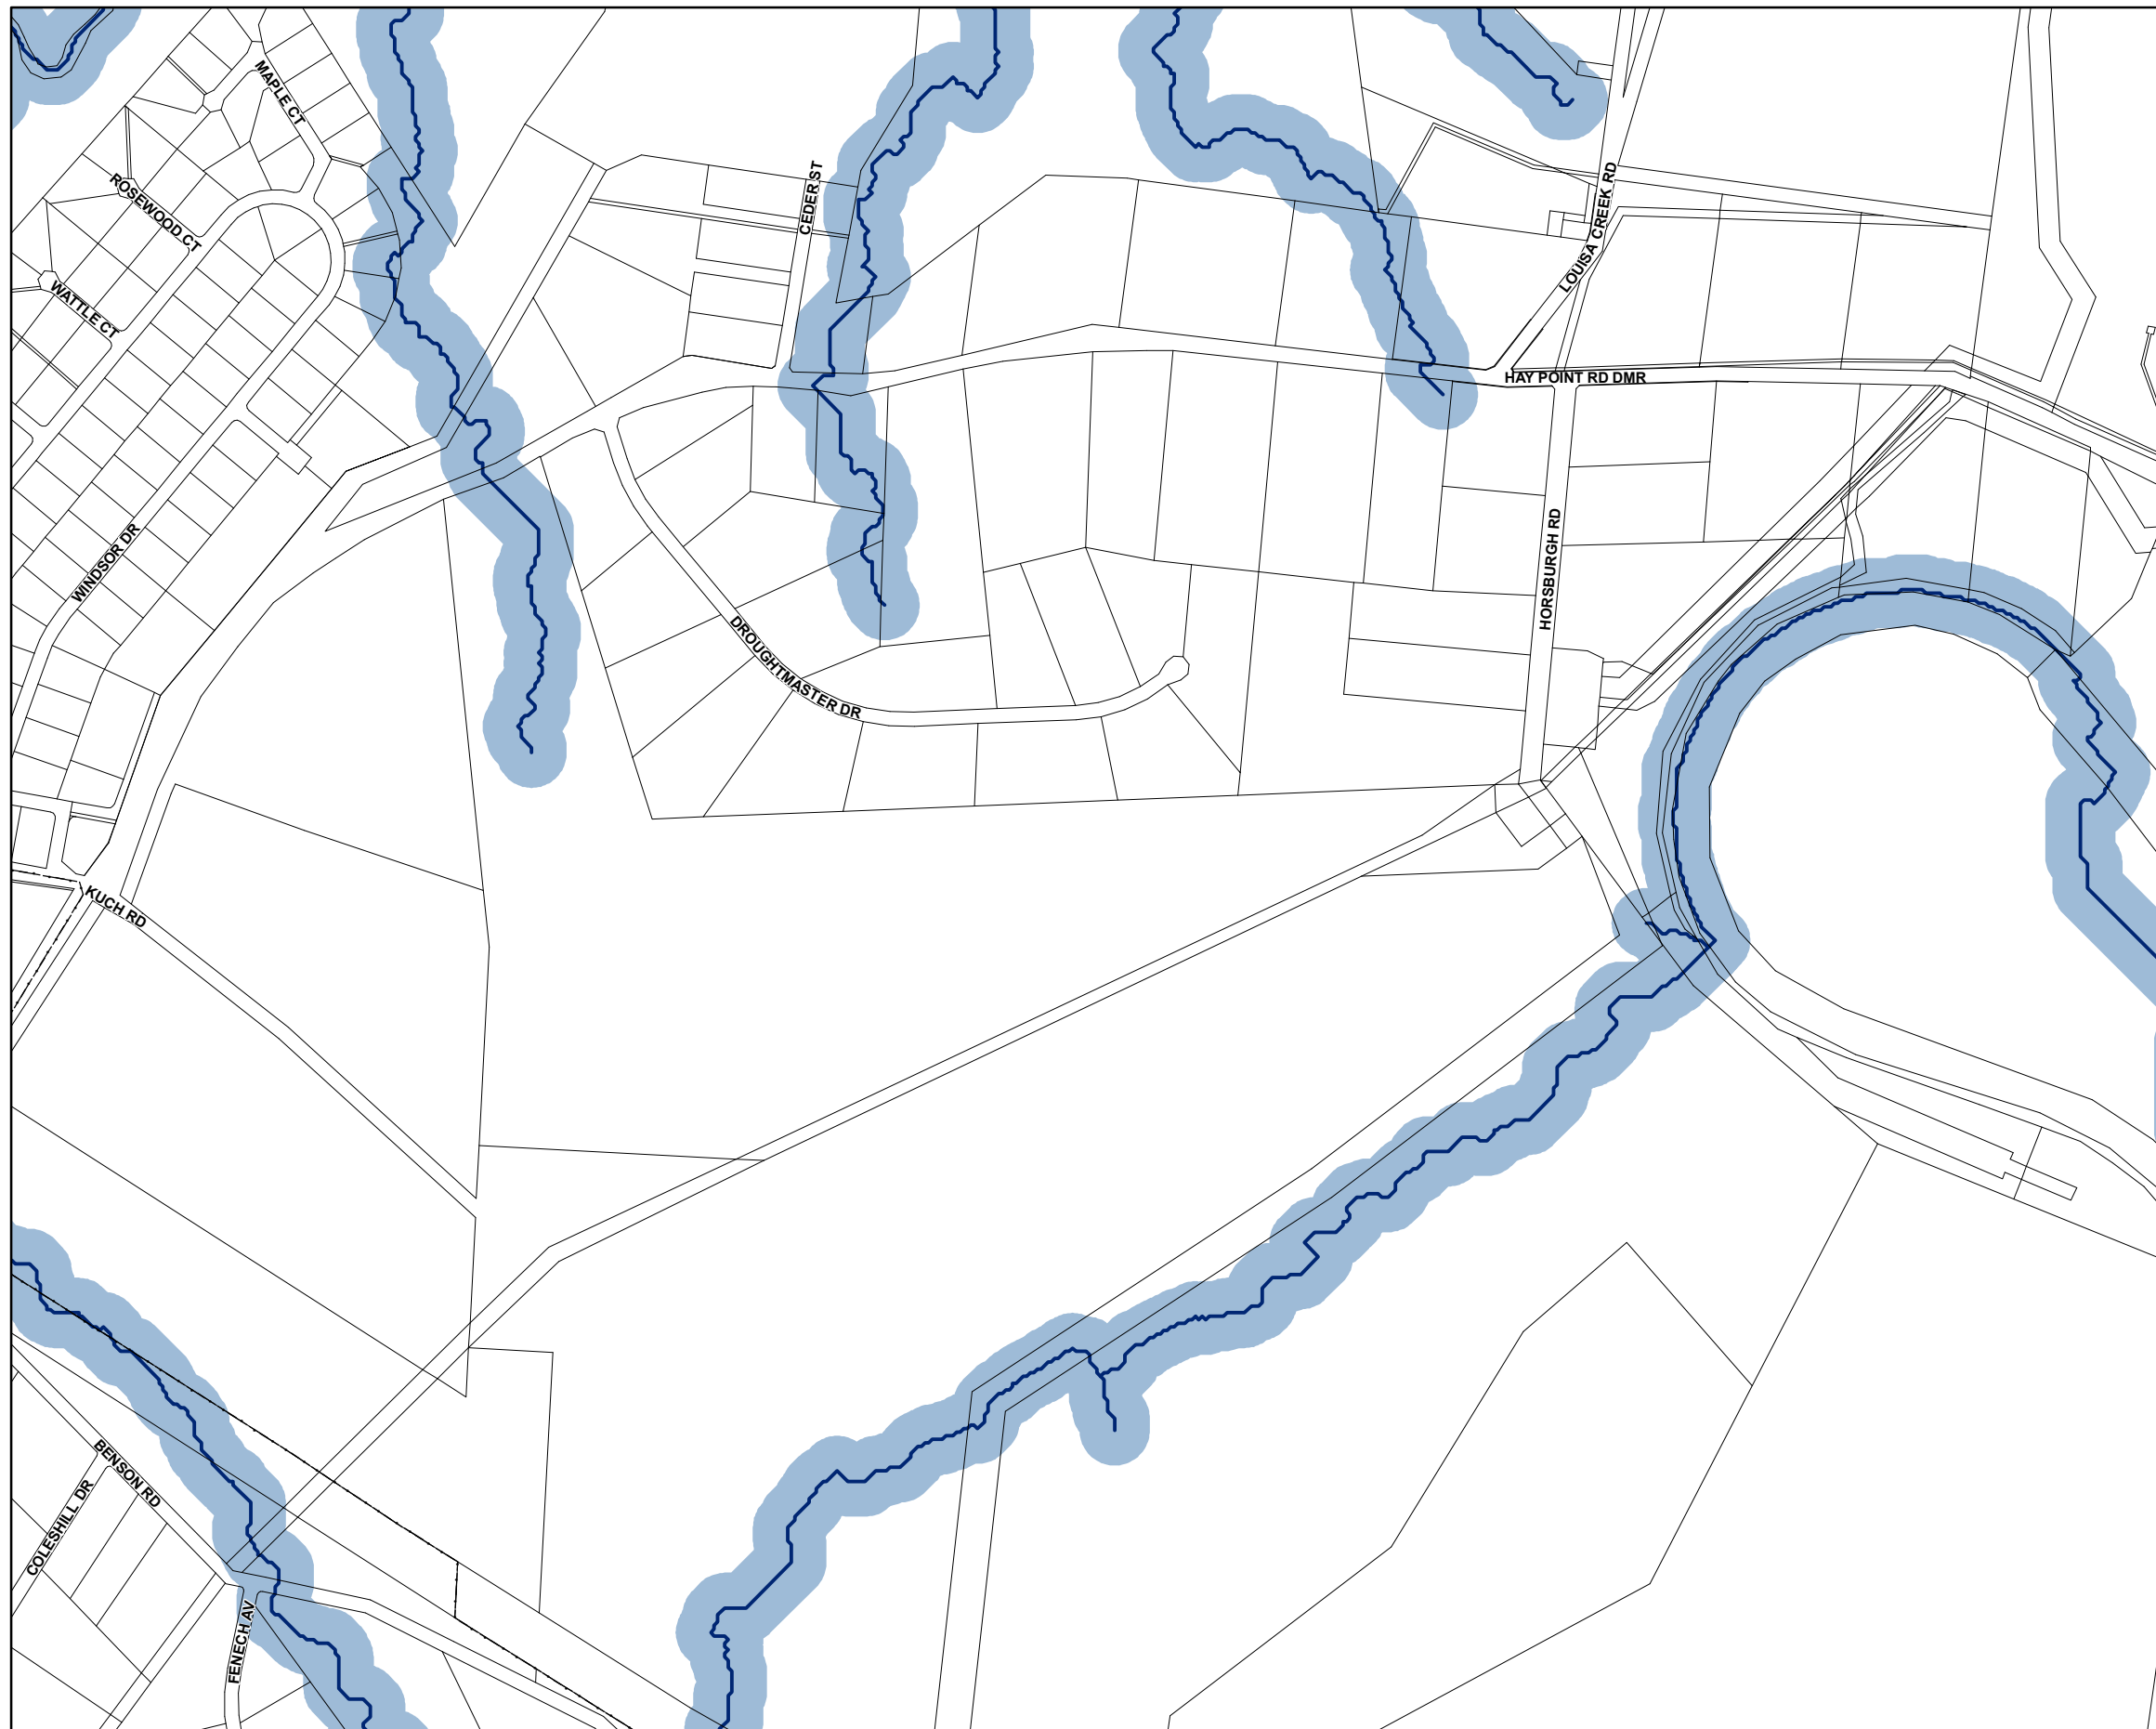 MAPLE CT
ROSEWOOD CT
CEDER ST
LOUISA CREEK RD
WATTLE CT
HAY POINT RD DMR
WINDSOR DR
HORSBURGH RD
DROUGHTMASTER DR
KUCH RD
BENSON RD
COLESHILL DR
FENECH AV